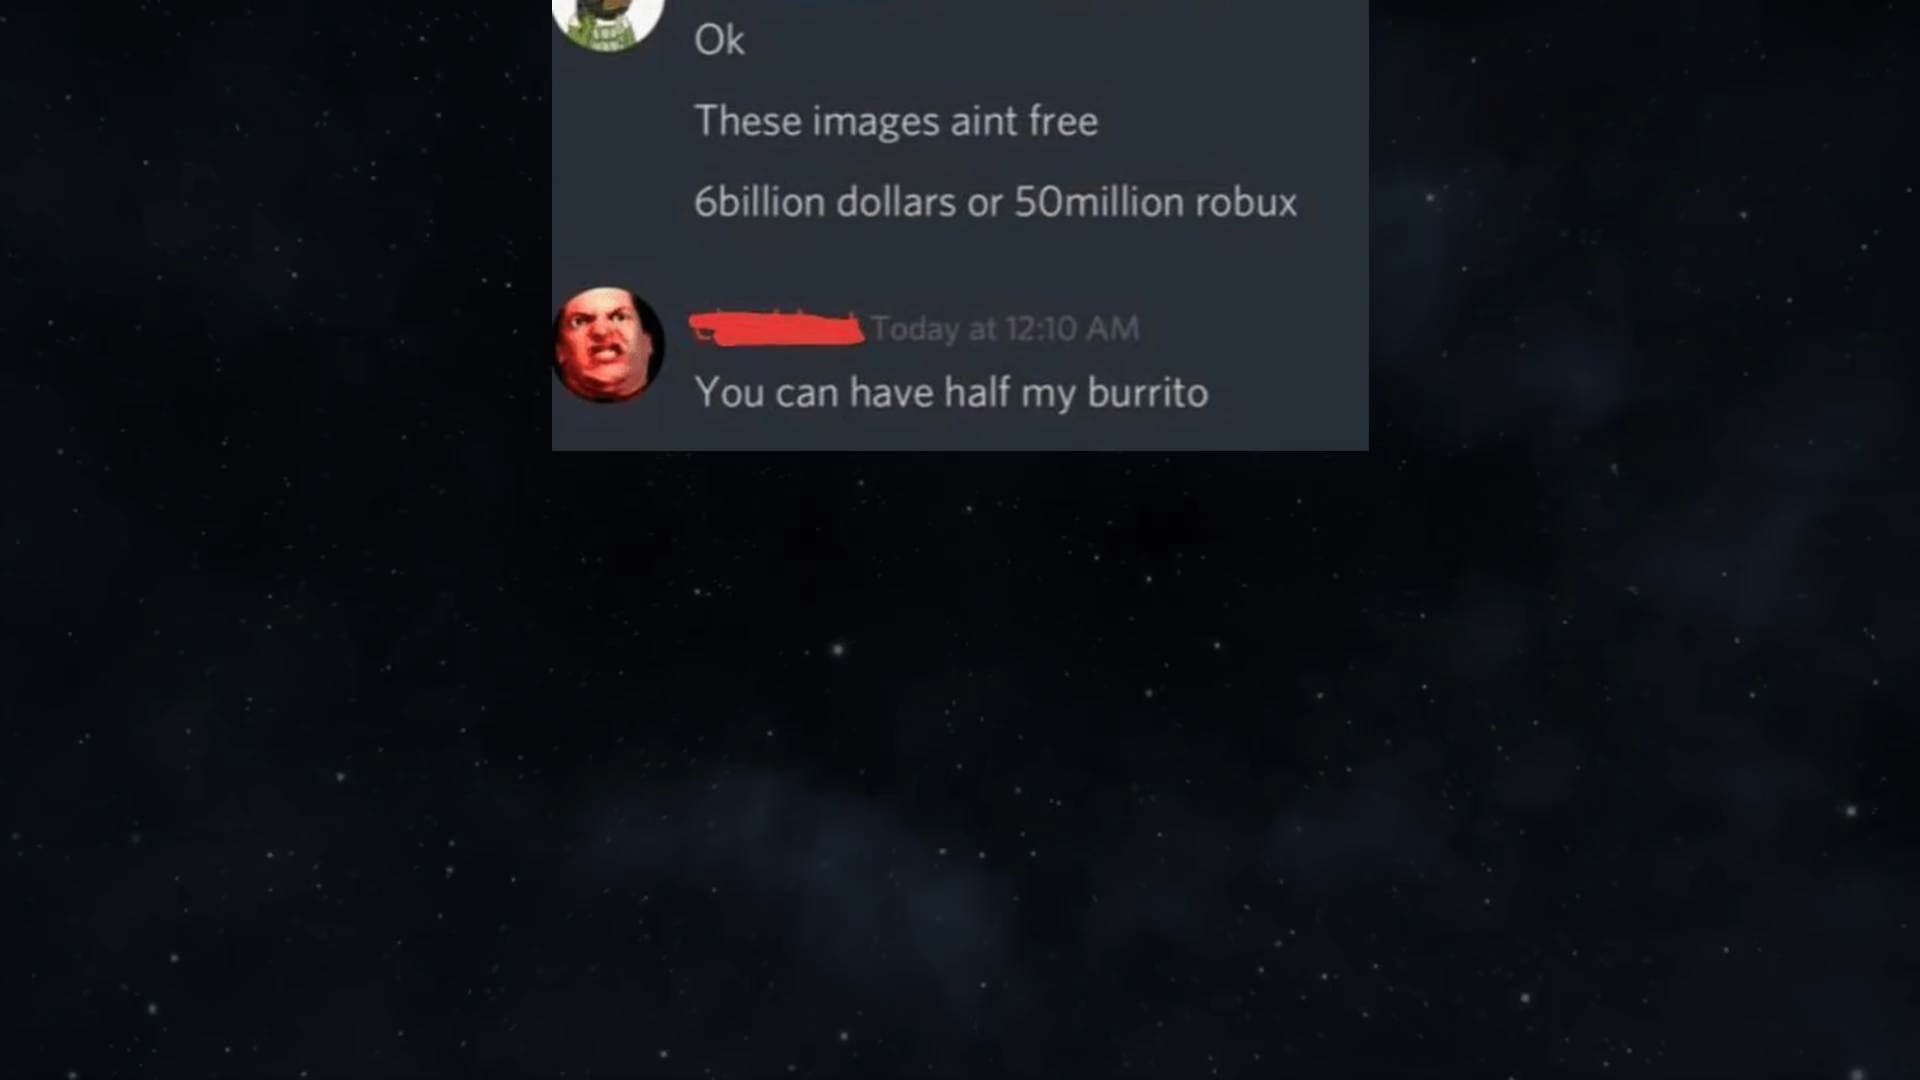 Ok
These images aint free
6billion dollars or 50million robux
Today at 12:10 AM
You can have half my burrito